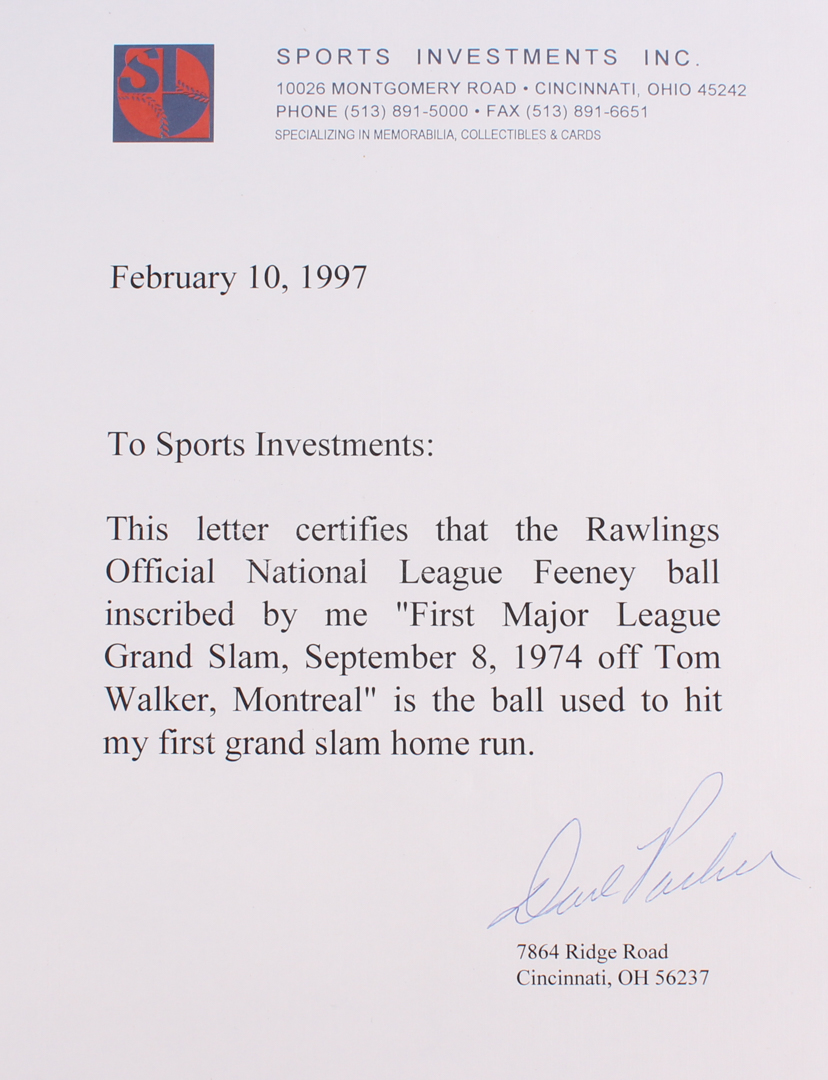 SI
SPORTS INVESTMENTS INC.
10026 MONTGOMERY ROAD • CINCINNATI, OHIO 45242
PHONE (513) 891-5000 • FAX (513) 891-6651
SPECIALIZING IN MEMORABILIA, COLLECTIBLES & CARDS
February 10, 1997
To Sports Investments:
This letter certifies that the Rawlings
Official National League Feeney ball
inscribed by me "First Major League
Grand Slam, September 8, 1974 off Tom
Walker, Montreal" is the ball used to hit
my first grand slam home run.
Dave Parker
7864 Ridge Road
Cincinnati, OH 56237